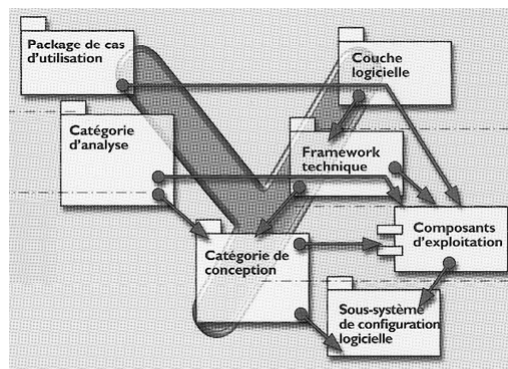 Package de cas
d'utilisation
Couche
logicielle
Catégorie
d'analyse
Framework
technique
Composants
d'exploitation
Catégorie de
conception
Sous-système
de configuration
logicielle